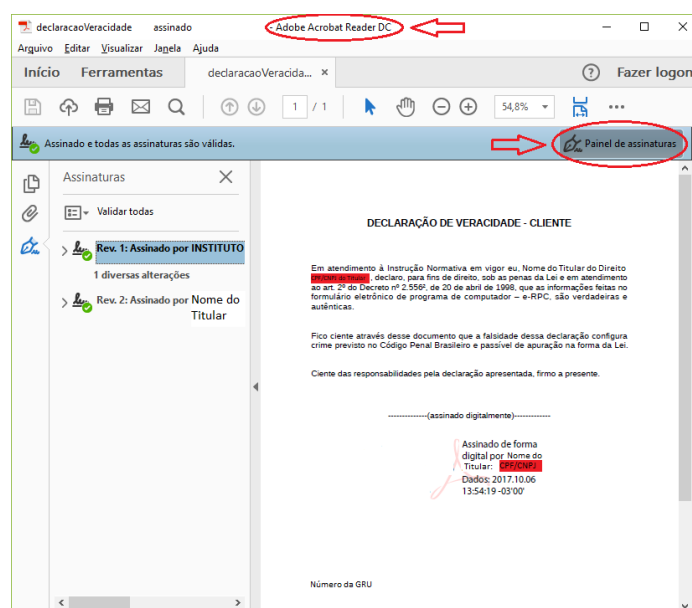 declaracaoVeracidade assinado - Adobe Acrobat Reader DC
Arquivo Editar Visualizar Janela Ajuda
Início Ferramentas declaracaoVeracida... × ? Fazer logon
1 / 1 54,8%
Assinado e todas as assinaturas são válidas. Painel de assinaturas
Assinaturas
Validar todas
Rev. 1: Assinado por INSTITUTO
1 diversas alterações
Rev. 2: Assinado por Nome do
Titular
DECLARAÇÃO DE VERACIDADE - CLIENTE
Em atendimento à Instrução Normativa em vigor eu, Nome do Titular do Direito
CPF/CNPJ do Titular , declaro, para fins de direito, sob as penas da Lei e em atendimento
ao art. 2º do Decreto nº 2.556², de 20 de abril de 1998, que as informações feitas no
formulário eletrônico de programa de computador – e-RPC, são verdadeiras e
autênticas.
Fico ciente através desse documento que a falsidade dessa declaração configura
crime previsto no Código Penal Brasileiro e passível de apuração na forma da Lei.
Ciente das responsabilidades pela declaração apresentada, firmo a presente.
--------------(assinado digitalmente)-------------
Assinado de forma
digital por Nome do
Titular: CPF/CNPJ
Dados: 2017.10.06
13:54:19 -03'00'
Número da GRU